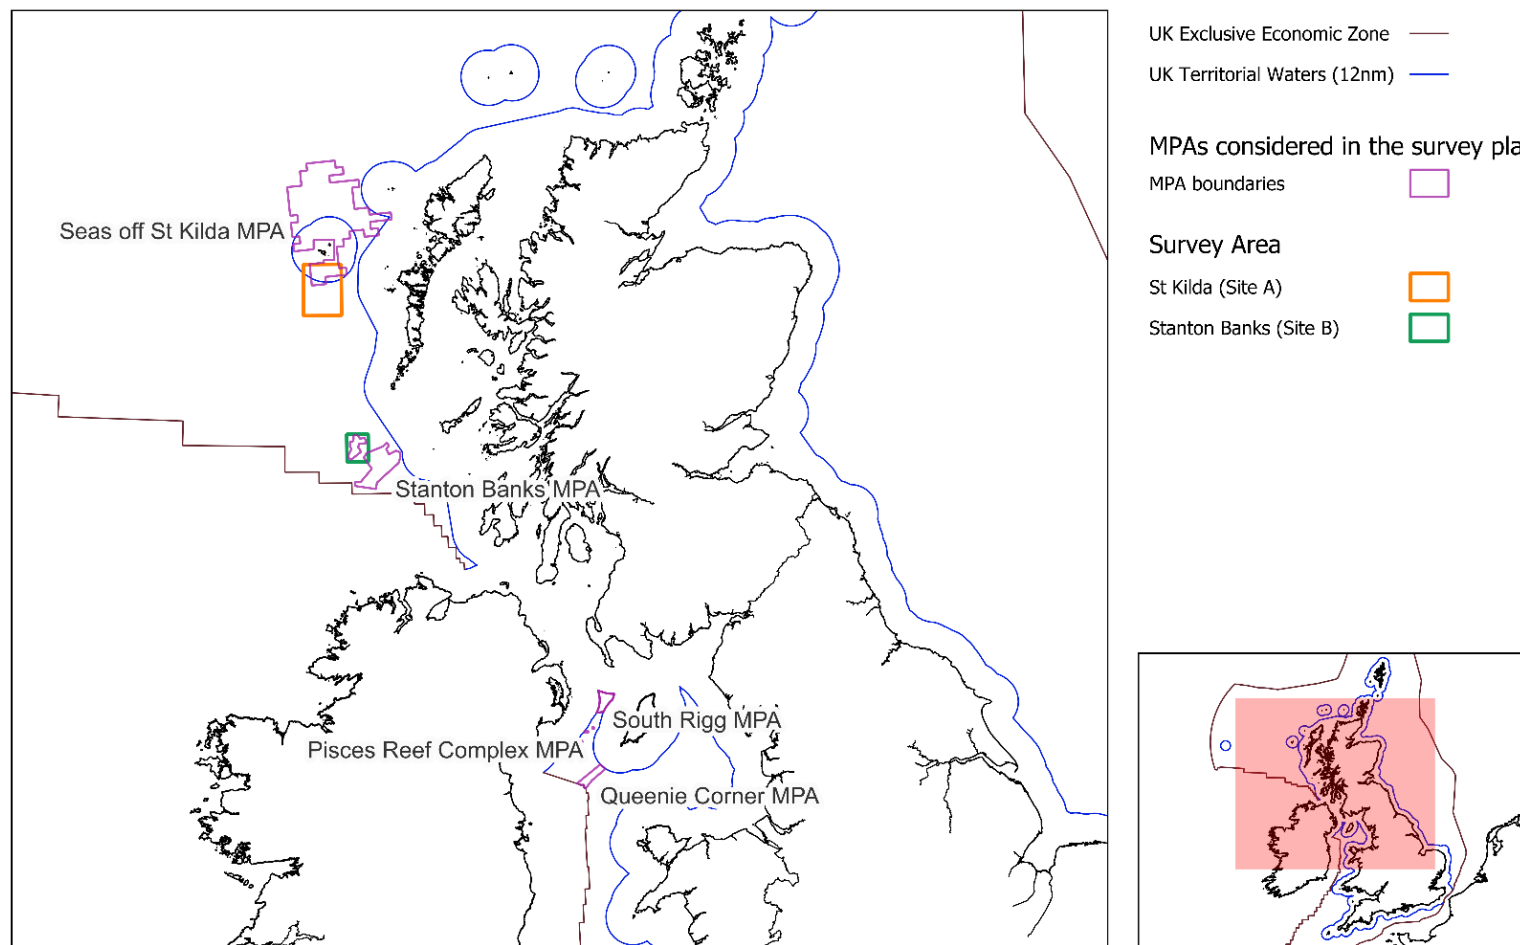 UK Exclusive Economic Zone
UK Territorial Waters (12nm)
MPAs considered in the survey pla
MPA boundaries
Survey Area
St Kilda (Site A)
Stanton Banks (Site B)
Seas off St Kilda MPA
Stanton Banks MPA
South Rigg MPA
Pisces Reef Complex MPA
Queenie Corner MPA